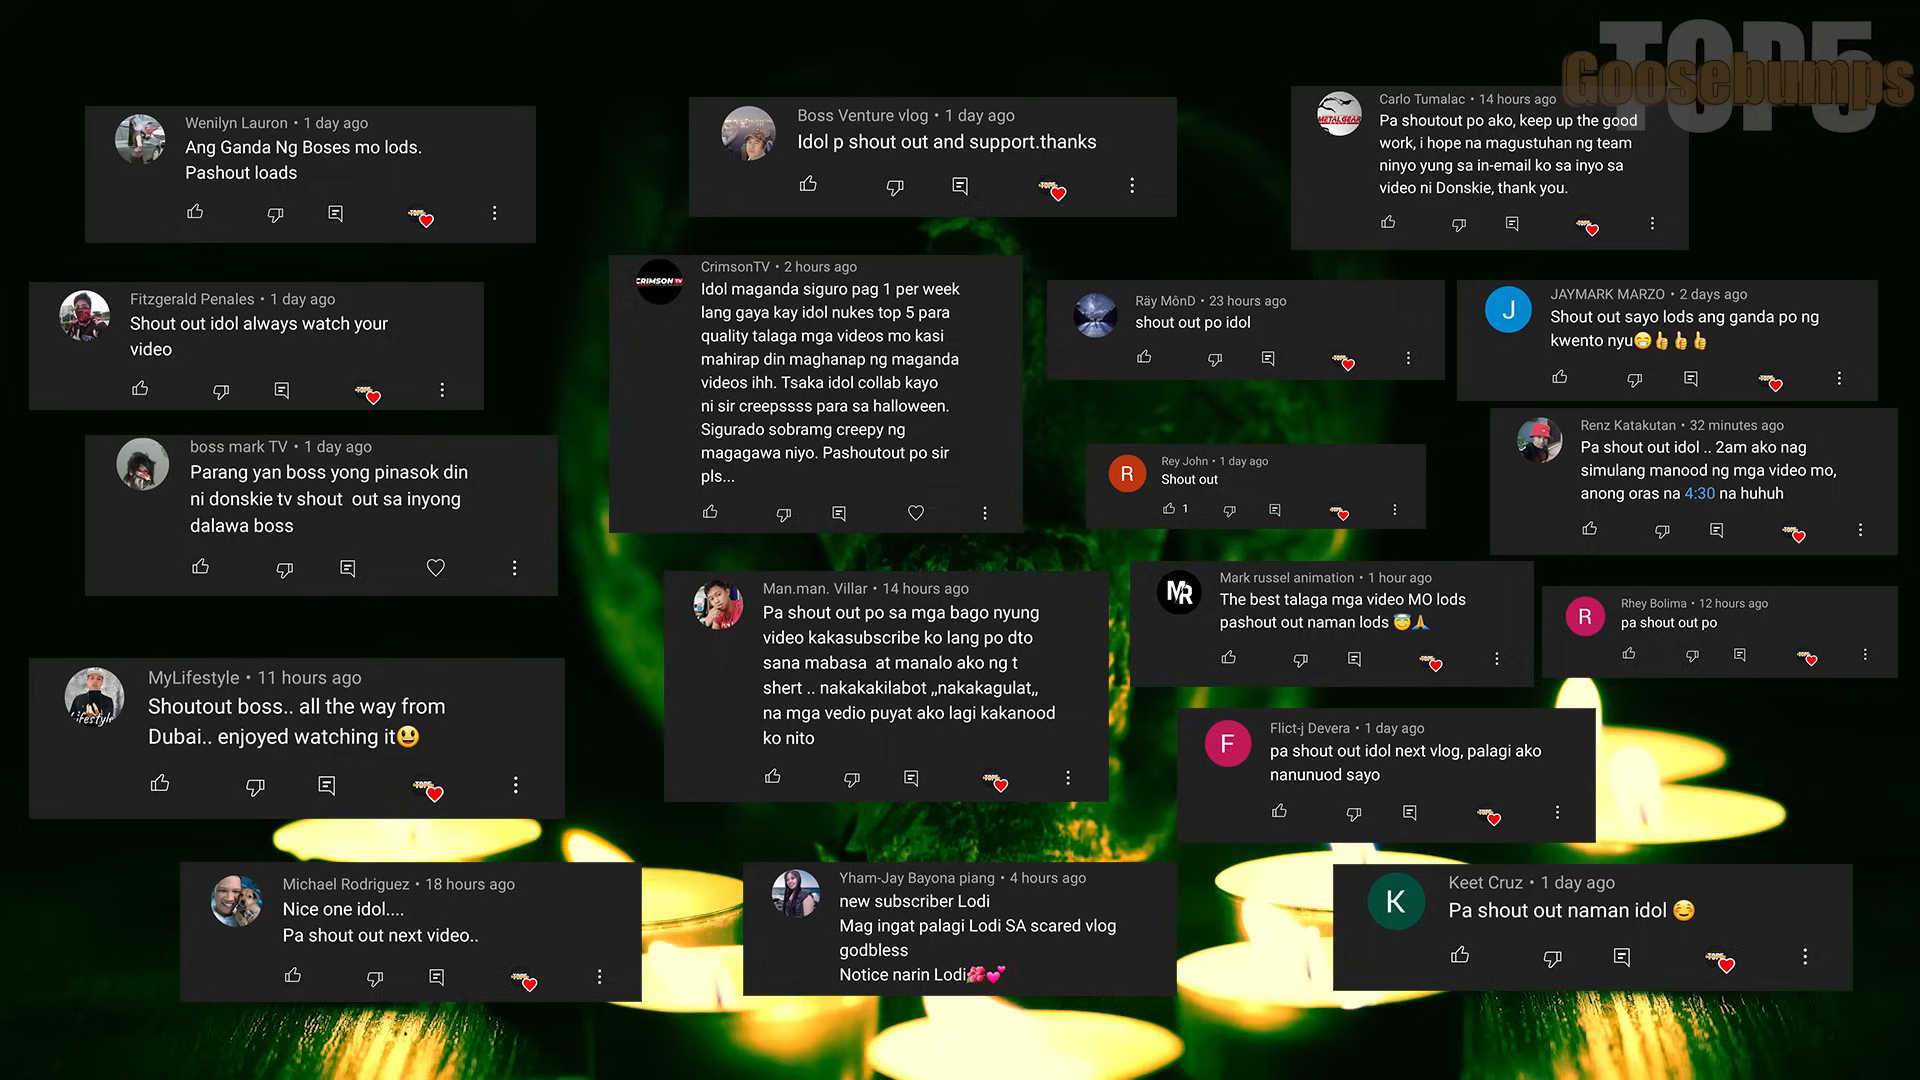 TOP5
Goosebumps
Wenilyn Lauron • 1 day ago
Ang Ganda Ng Boses mo lods.
Pashout loads
Fitzgerald Penales • 1 day ago
Shout out idol always watch your
video
boss mark TV • 1 day ago
Parang yan boss yong pinasok din
ni donskie tv shout  out sa inyong
dalawa boss
MyLifestyle • 11 hours ago
Shoutout boss.. all the way from
Dubai.. enjoyed watching it😃
Michael Rodriguez • 18 hours ago
Nice one idol....
Pa shout out next video..
Boss Venture vlog • 1 day ago
Idol p shout out and support.thanks
CRIMSON TV
CrimsonTV • 2 hours ago
Idol maganda siguro pag 1 per week
lang gaya kay idol nukes top 5 para
quality talaga mga videos mo kasi
mahirap din maghanap ng maganda
videos ihh. Tsaka idol collab kayo
ni sir creepssss para sa halloween.
Sigurado sobramg creepy ng
magagawa niyo. Pashoutout po sir
pls...
Man.man. Villar • 14 hours ago
Pa shout out po sa mga bago nyung
video kakasubscribe ko lang po dto
sana mabasa  at manalo ako ng t
shert .. nakakakilabot ,,nakakagulat,,
na mga vedio puyat ako lagi kakanood
ko nito
Yham-Jay Bayona piang • 4 hours ago
new subscriber Lodi
Mag ingat palagi Lodi SA scared vlog
godbless
Notice narin Lodi🌺💕
METAL GEAR
Carlo Tumalac • 14 hours ago
Pa shoutout po ako, keep up the good
work, i hope na magustuhan ng team
ninyo yung sa in-email ko sa inyo sa
video ni Donskie, thank you.
Räy MônD • 23 hours ago
shout out po idol
J
JAYMARK MARZO • 2 days ago
Shout out sayo lods ang ganda po ng
kwento nyu😁👍👍👍
R
Rey John • 1 day ago
Shout out
1
Renz Katakutan • 32 minutes ago
Pa shout out idol .. 2am ako nag
simulang manood ng mga video mo,
anong oras na 4:30 na huhuh
MR
Mark russel animation • 1 hour ago
The best talaga mga video MO lods
pashout out naman lods 😇🙏
R
Rhey Bolima • 12 hours ago
pa shout out po
F
Flict-j Devera • 1 day ago
pa shout out idol next vlog, palagi ako
nanunuod sayo
K
Keet Cruz • 1 day ago
Pa shout out naman idol ☺️